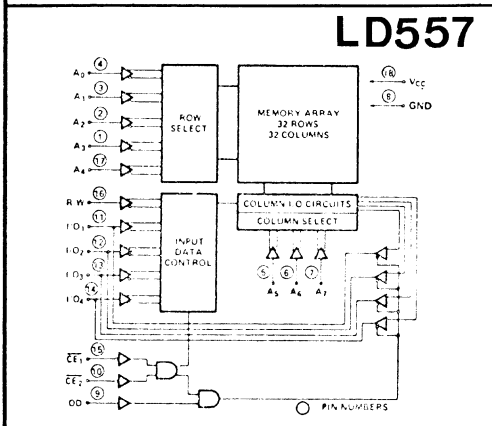 LD557
A0 4
A1 3
A2 2
A3 1
A4 17
ROW
SELECT
MEMORY ARRAY
32 ROWS
32 COLUMNS
18 VCC
8 GND
R/W 16
I/O1 11
I/O2 12
I/O3 13
I/O4 14
INPUT
DATA
CONTROL
COLUMN I/O CIRCUITS
COLUMN SELECT
5 6 7
A5 A6 A7
CE1 15
CE2 10
OD 9
PIN NUMBERS